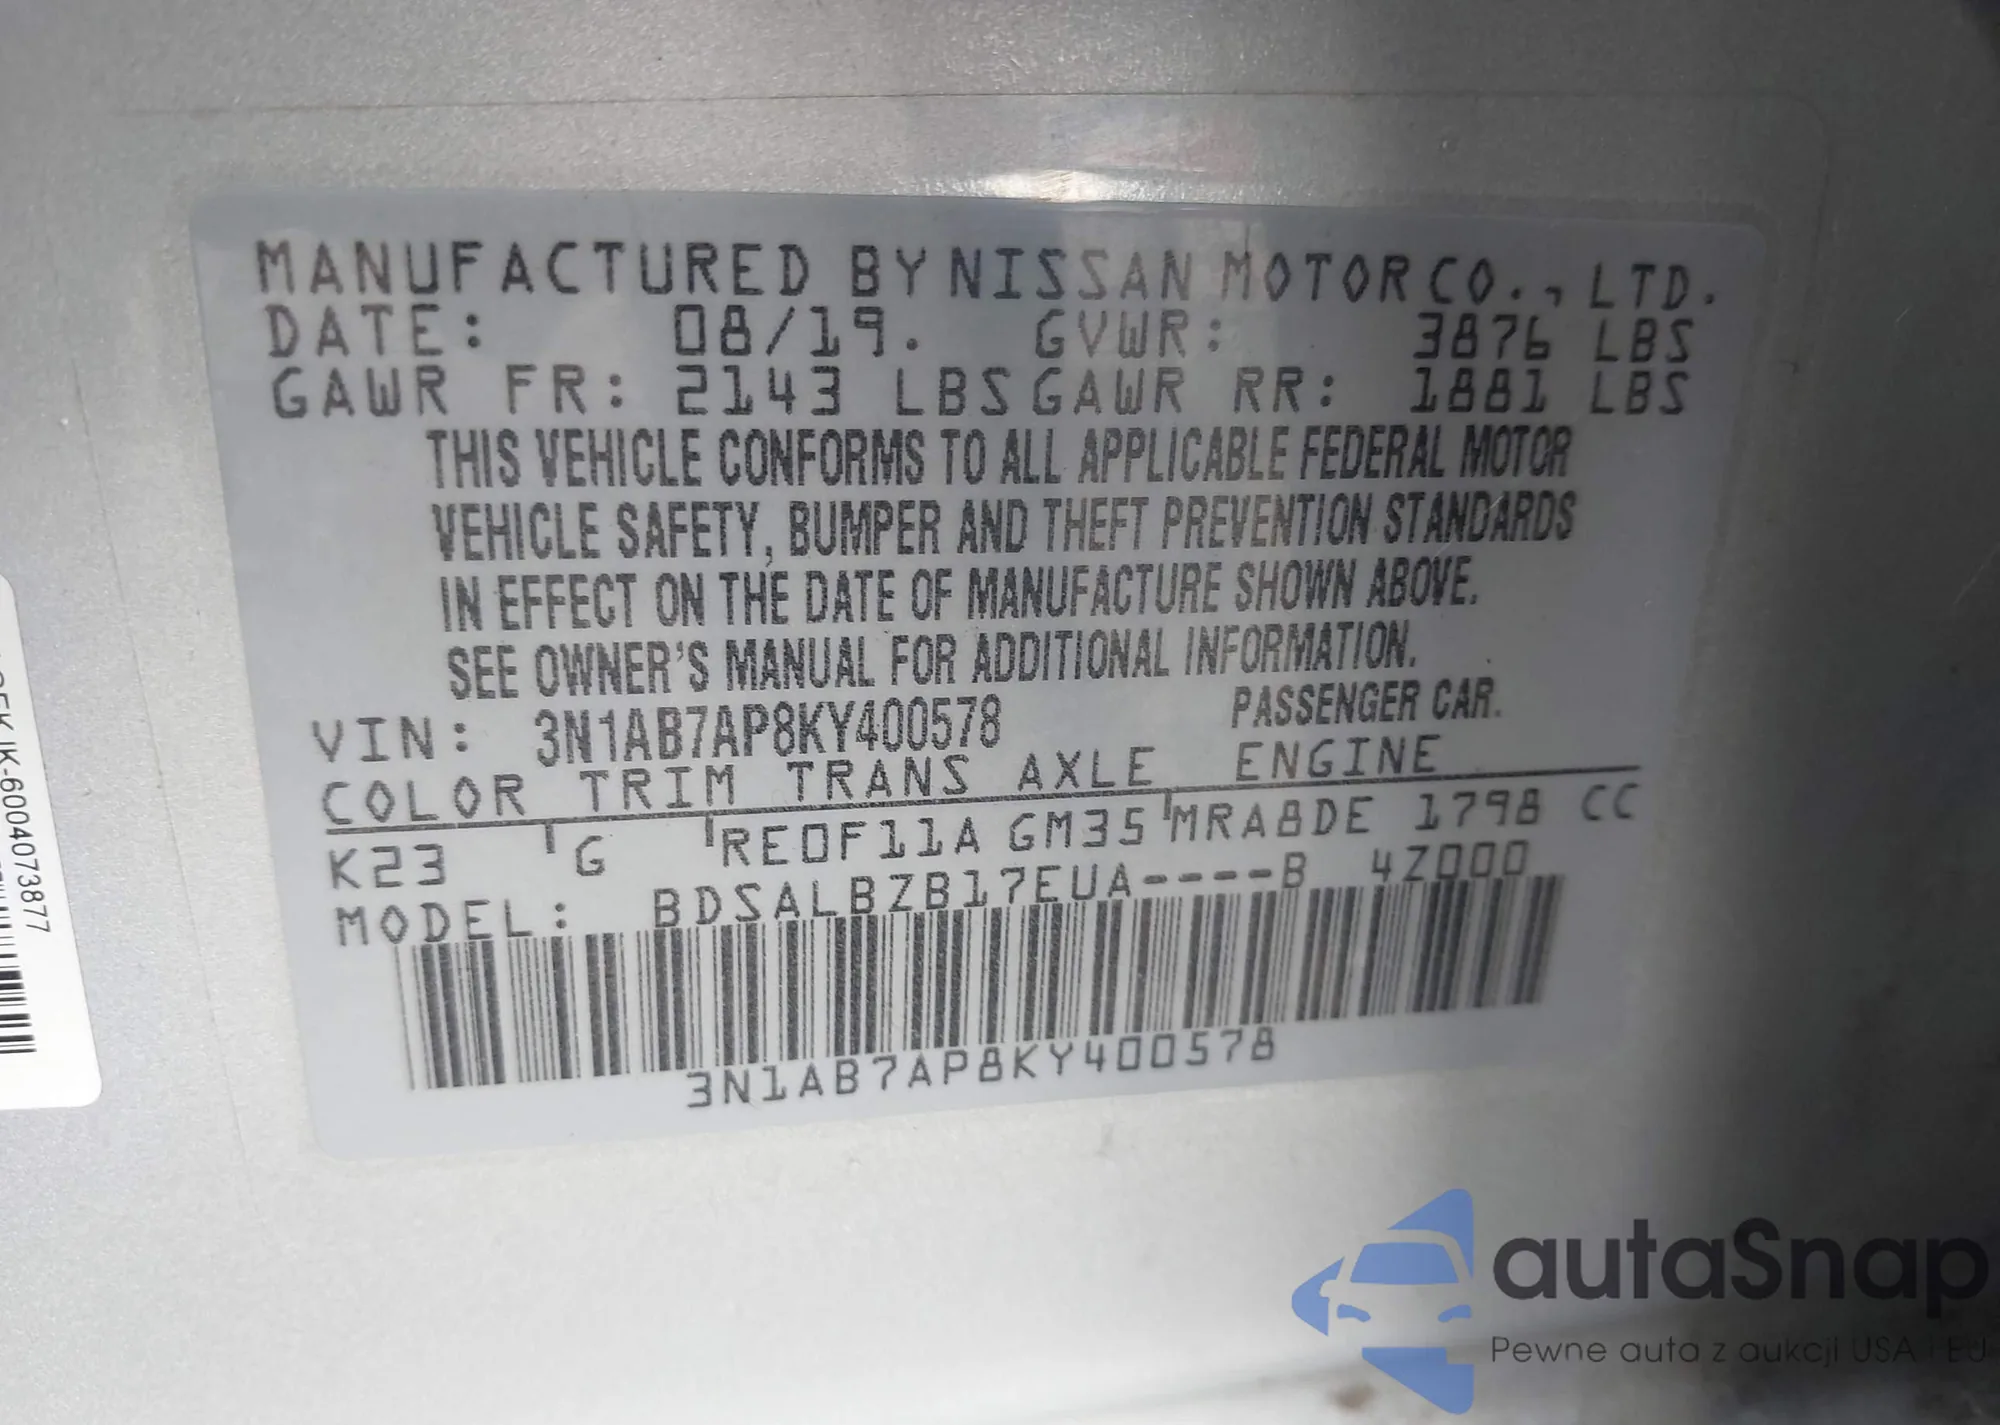 MANUFACTURED BY NISSAN MOTOR CO., LTD.
DATE: 08/19. GVWR: 3876 LBS
GAWR FR: 2143 LBS GAWR RR: 1881 LBS
THIS VEHICLE CONFORMS TO ALL APPLICABLE FEDERAL MOTOR
VEHICLE SAFETY, BUMPER AND THEFT PREVENTION STANDARDS
IN EFFECT ON THE DATE OF MANUFACTURE SHOWN ABOVE.
SEE OWNER'S MANUAL FOR ADDITIONAL INFORMATION.
VIN: 3N1AB7AP8KY400578 PASSENGER CAR.
COLOR TRIM TRANS AXLE ENGINE
K23 G RE0F11A GM35 MRA8DE 1798 CC
MODEL: BDSALBZB17EUA----B 4Z000
3N1AB7AP8KY400578
IK-6004073877
autaSnap
Pewne auta z aukcji USA i EU